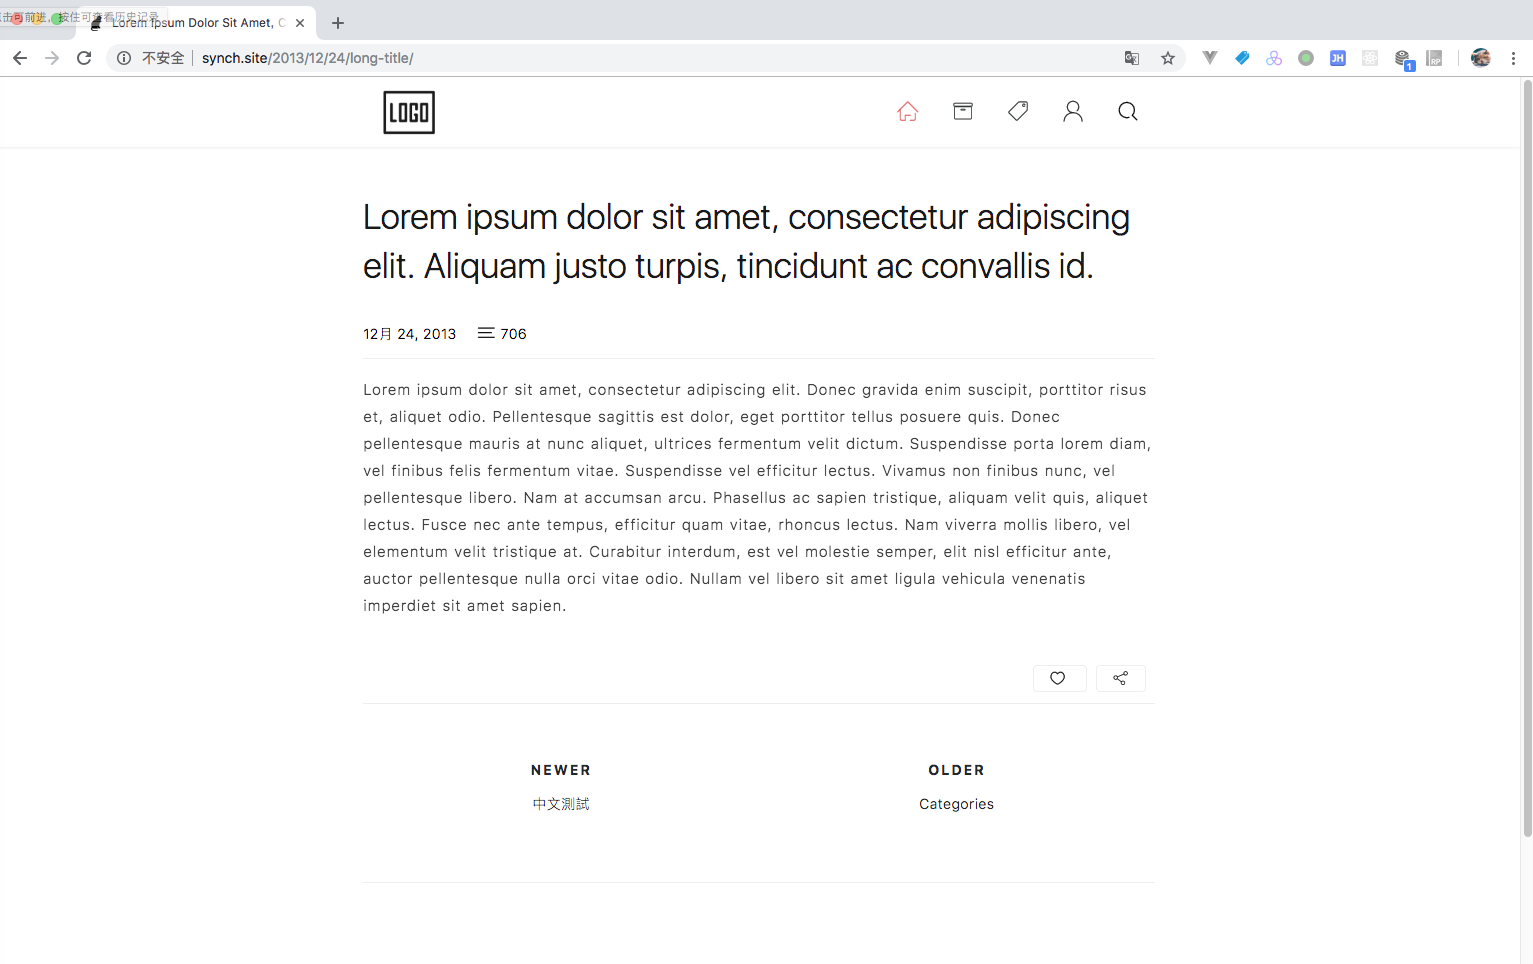 点击可前进，按住可查看历史记录
Lorem Ipsum Dolor Sit Amet, C
不安全 synch.site/2013/12/24/long-title/
JH
1
RP
LOGO
Lorem ipsum dolor sit amet, consectetur adipiscing
elit. Aliquam justo turpis, tincidunt ac convallis id.
12月 24, 2013 706
Lorem ipsum dolor sit amet, consectetur adipiscing elit. Donec gravida enim suscipit, porttitor risus
et, aliquet odio. Pellentesque sagittis est dolor, eget porttitor tellus posuere quis. Donec
pellentesque mauris at nunc aliquet, ultrices fermentum velit dictum. Suspendisse porta lorem diam,
vel finibus felis fermentum vitae. Suspendisse vel efficitur lectus. Vivamus non finibus nunc, vel
pellentesque libero. Nam at accumsan arcu. Phasellus ac sapien tristique, aliquam velit quis, aliquet
lectus. Fusce nec ante tempus, efficitur quam vitae, rhoncus lectus. Nam viverra mollis libero, vel
elementum velit tristique at. Curabitur interdum, est vel molestie semper, elit nisl efficitur ante,
auctor pellentesque nulla orci vitae odio. Nullam vel libero sit amet ligula vehicula venenatis
imperdiet sit amet sapien.
NEWER
中文測試
OLDER
Categories